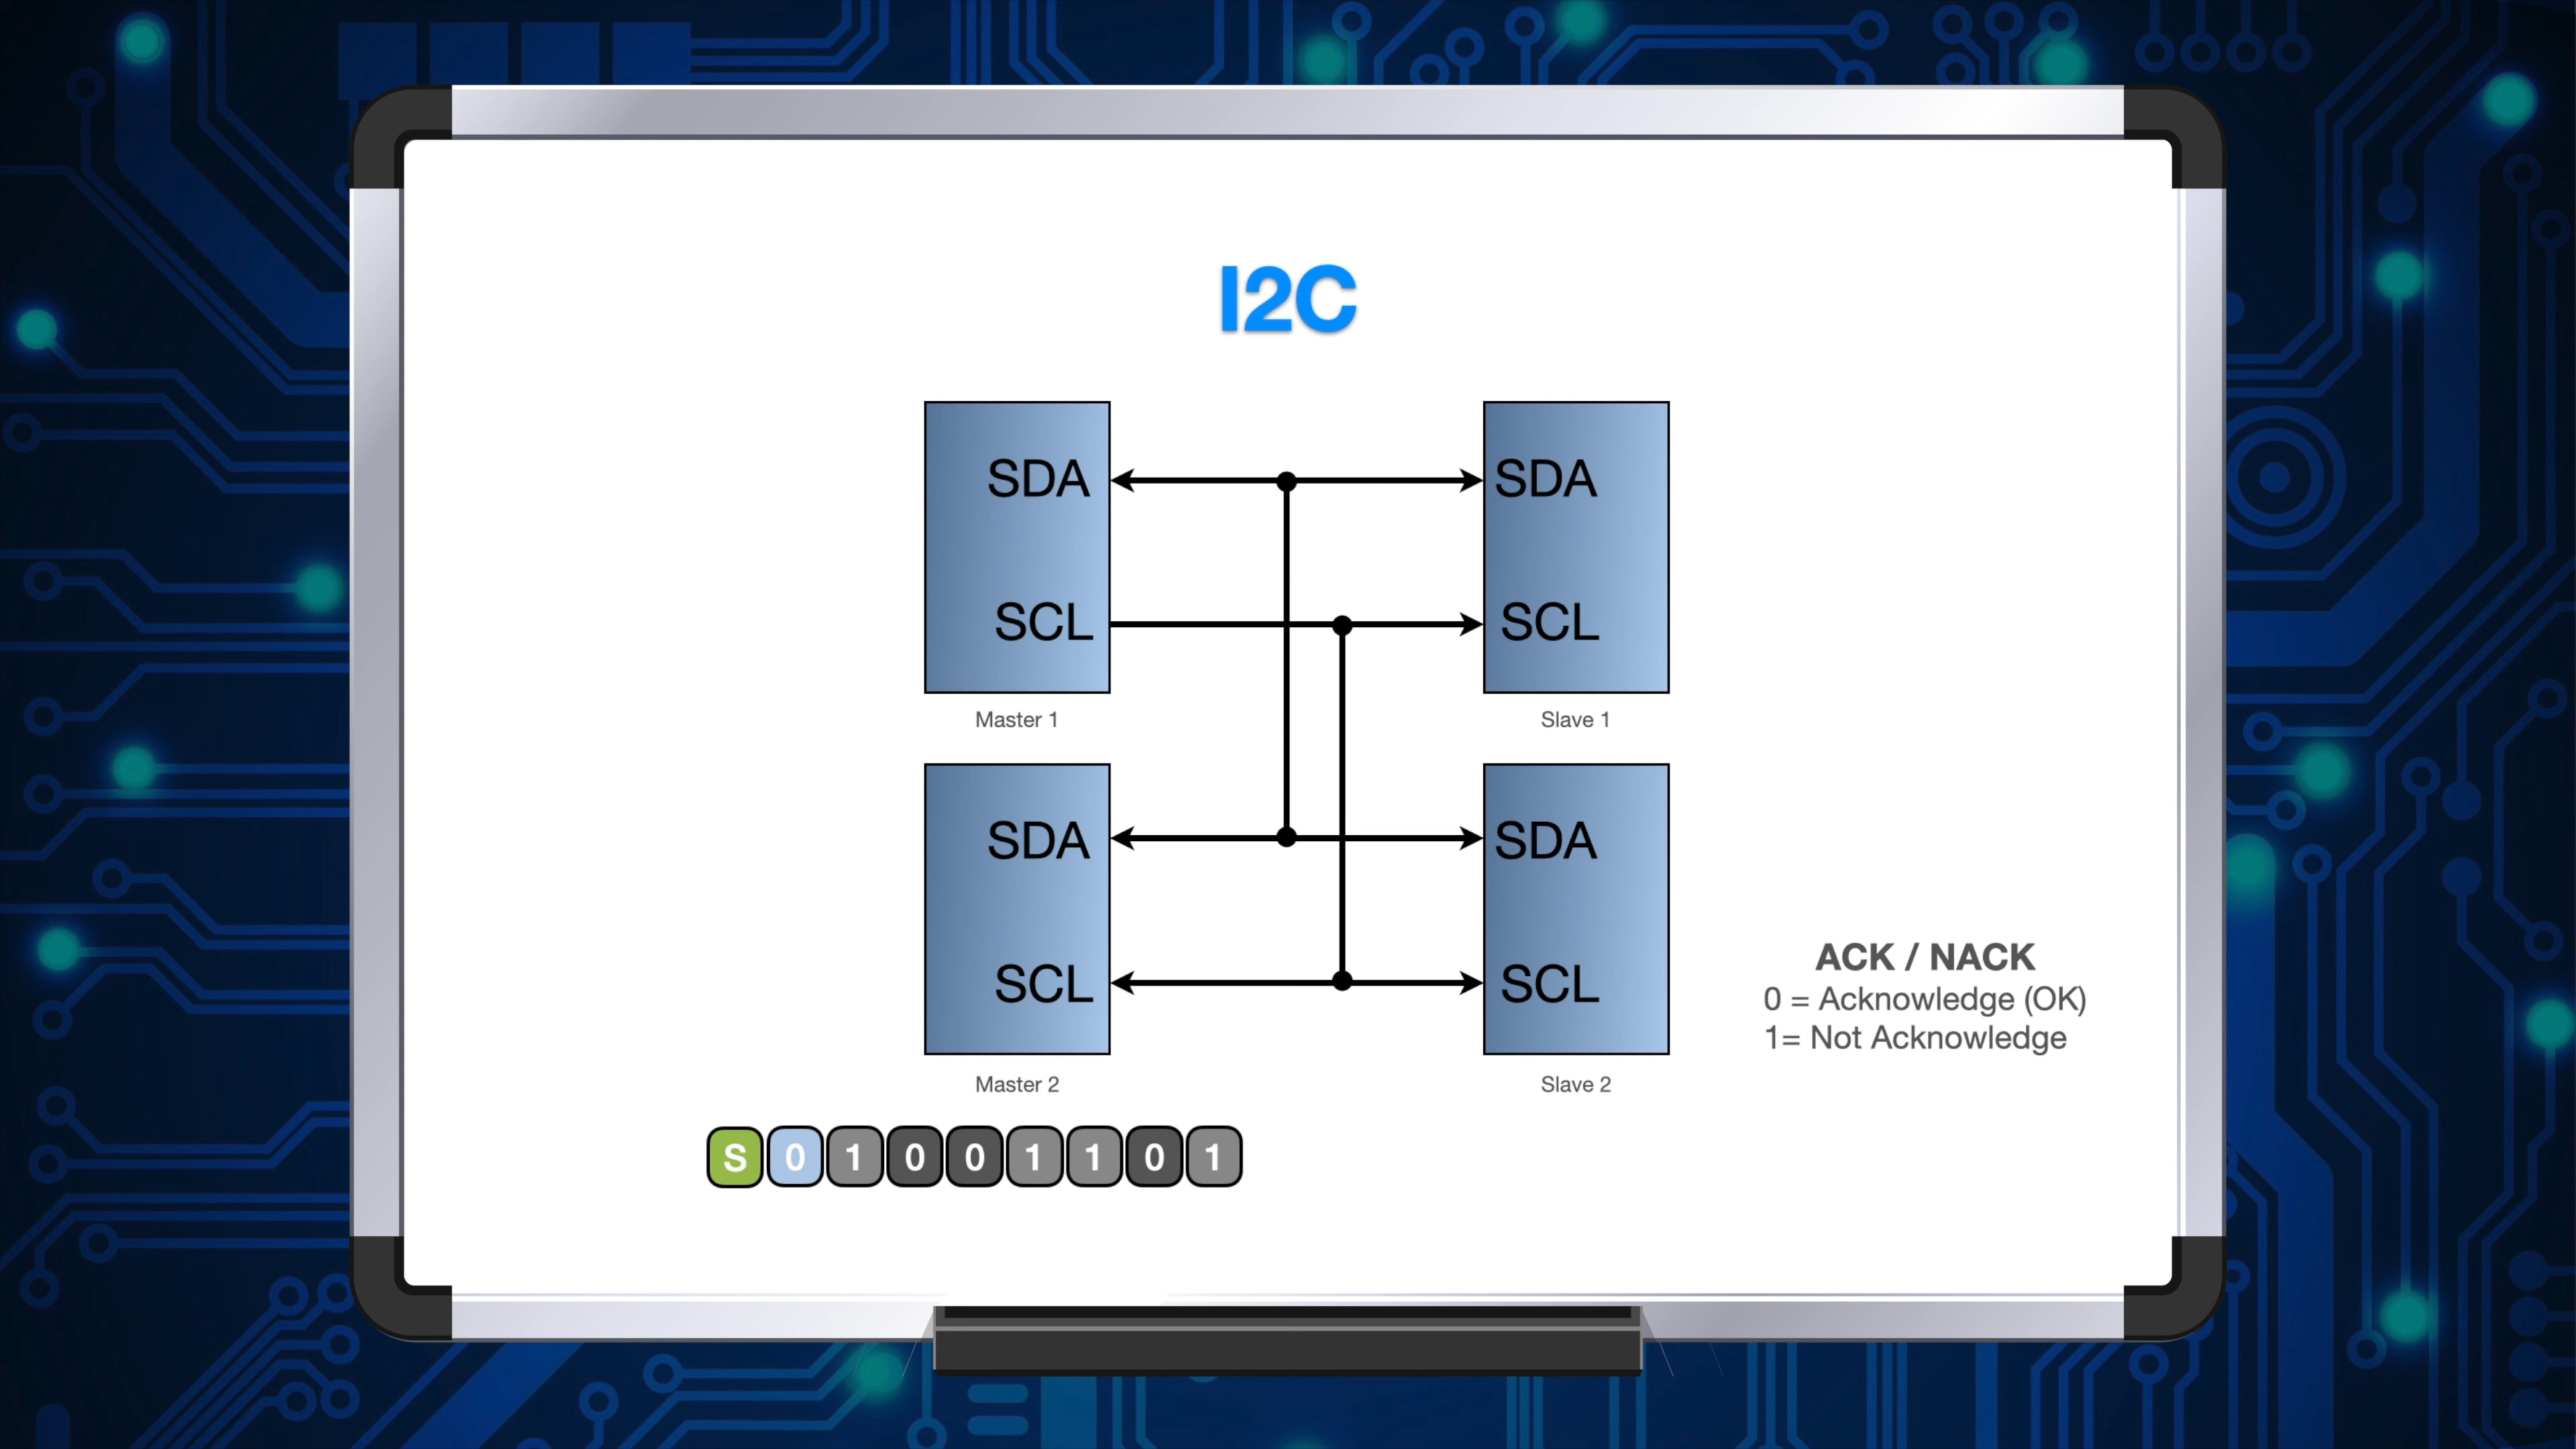 I2C
SDA
SDA
SCL
SCL
Master 1
Slave 1
SDA
SDA
SCL
SCL
Master 2
Slave 2
ACK / NACK
0 = Acknowledge (OK)
1= Not Acknowledge
S 0 1 0 0 1 1 0 1